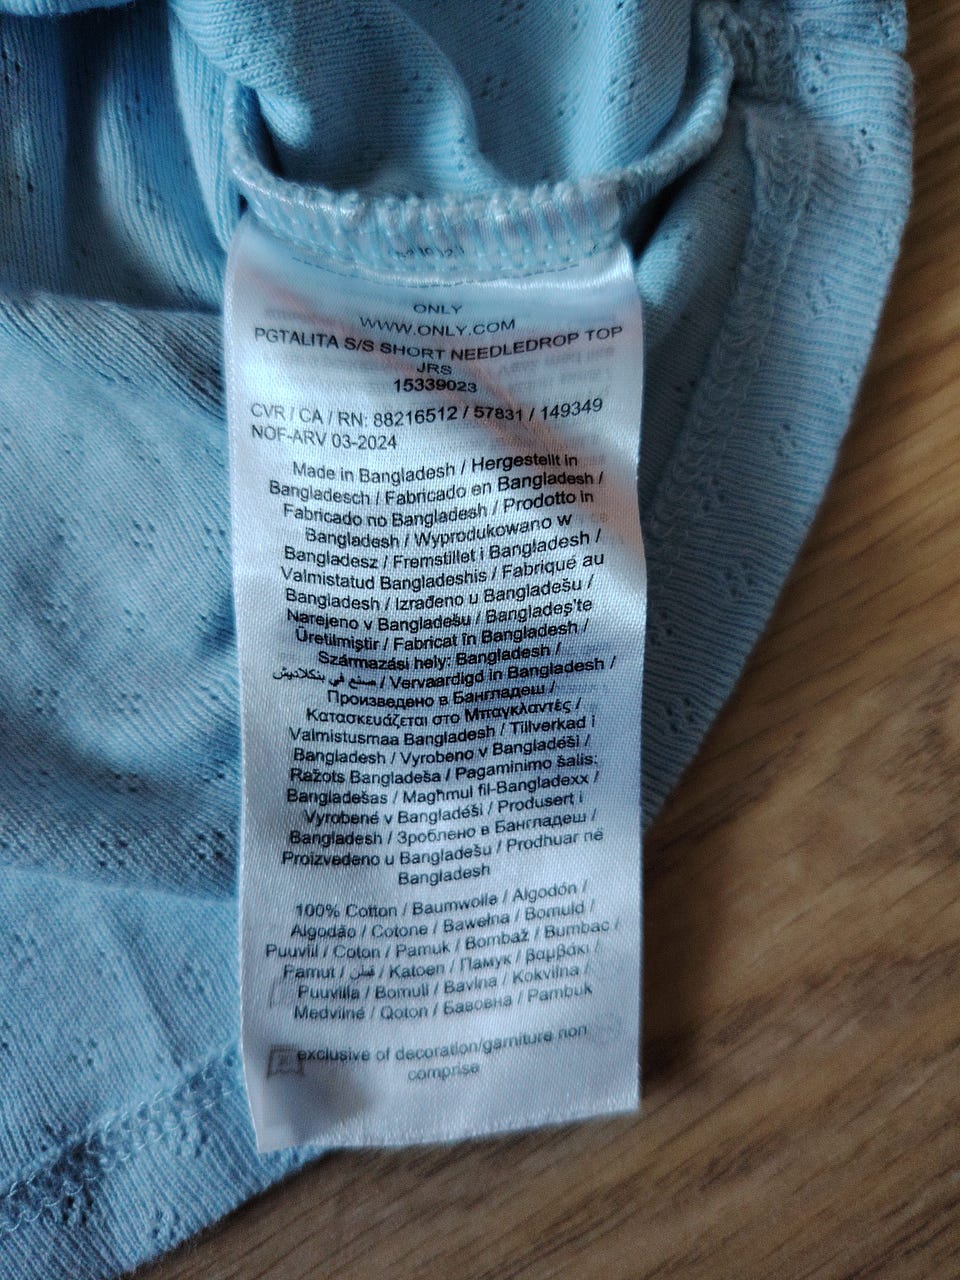 ONLY
WWW.ONLY.COM
PGTALITA S/S SHORT NEEDLEDROP TOP
JRS
15339023
CVR / CA / RN: 88216512 / 57831 / 149349
NOF-ARV 03-2024
Made in Bangladesh / Hergestellt in
Bangladesch / Fabricado en Bangladesh /
Fabricado no Bangladesh / Prodotto in
Bangladesh / Wyprodukowano w
Bangladesz / Fremstillet i Bangladesh /
Valmistatud Bangladeshis / Fabriqué au
Bangladesh / Izrađeno u Bangladešu /
Narejeno v Bangladešu / Bangladeş'te
Üretilmiştir / Fabricat în Bangladesh /
Származási hely: Bangladesh /
صنع في بنكلاديش / Vervaardigd in Bangladesh /
Произведено в Бангладеш /
Κατασκευάζεται στο Μπαγκλαντές /
Valmistusmaa Bangladesh / Tillverkad i
Bangladesh / Vyrobeno v Bangladéši /
Ražots Bangladeša / Pagaminimo šalis:
Bangladešas / Magħmul fil-Bangladexx /
Vyrobené v Bangladéši / Produsert i
Bangladesh / Зроблено в Бангладеш /
Proizvedeno u Bangladešu / Prodhuar në
Bangladesh
100% Cotton / Baumwolle / Algodón /
Algodão / Cotone / Bawełna / Bomuld /
Puuvill / Coton / Pamuk / Bombaž / Bumbac /
Pamut / قطن / Katoen / Памук / βαμβάκι /
Puuvilla / Bomull / Bavlna / Kokvilna /
Medvilnė / Qoton / Бавовна / Pambuk
exclusive of decoration/garniture non
comprise